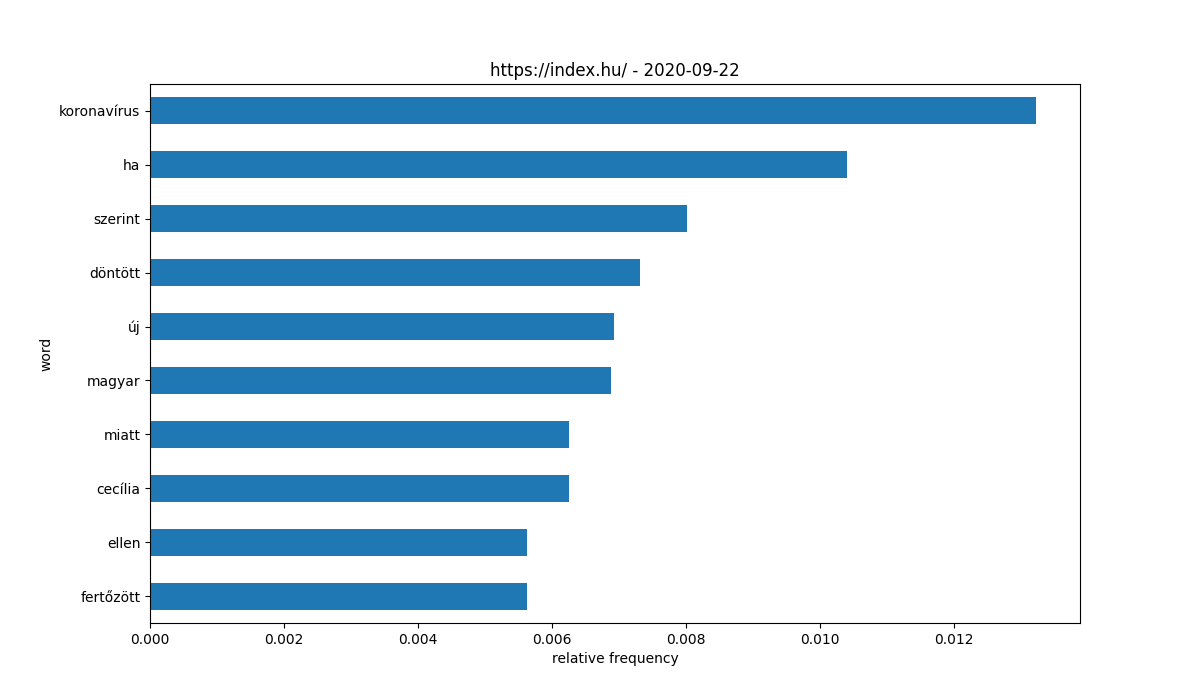 https://index.hu/ - 2020-09-22
koronavírus
ha
szerint
döntött
új
magyar
miatt
cecília
ellen
fertőzött
word
0.000 0.002 0.004 0.006 0.008 0.010 0.012
relative frequency